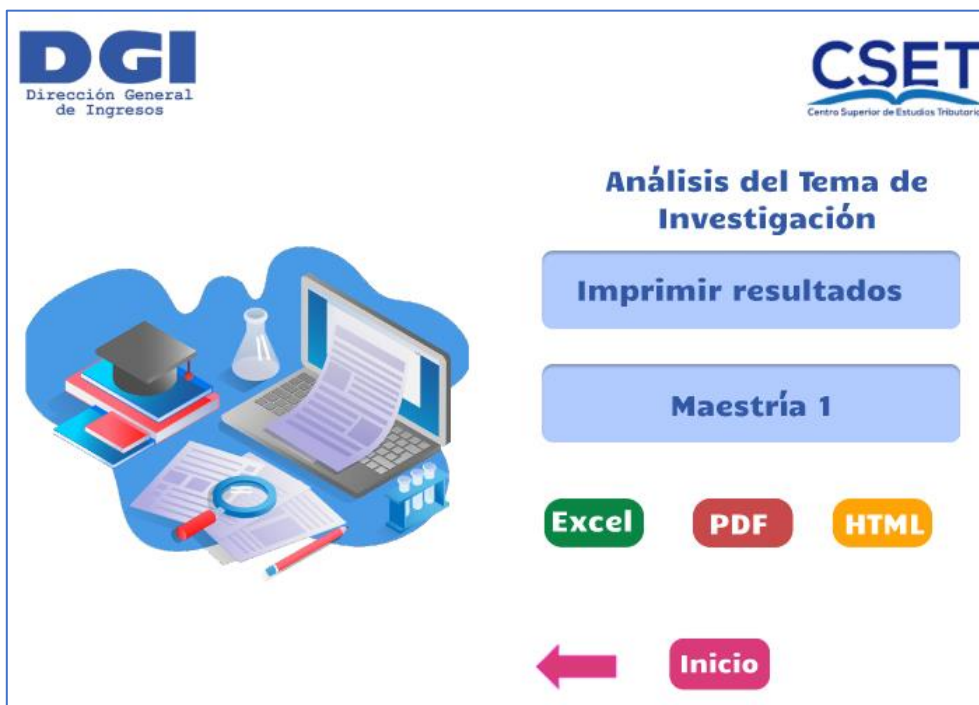 DGI
Dirección General
de Ingresos
CSET
Centro Superior de Estudios Tributario
Análisis del Tema de
Investigación
Imprimir resultados
Maestría 1
Excel
PDF
HTML
Inicio